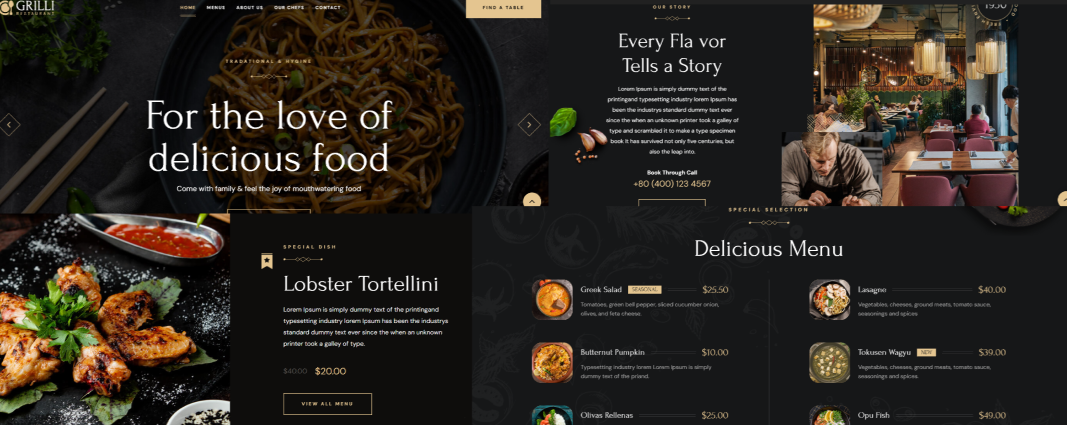 GRILLI
RESTAURANT
HOME MENUS ABOUT US OUR CHEFS CONTACT
FIND A TABLE
TRADITIONAL & HYGINE
For the love of
delicious food
Come with family & feel the joy of mouthwatering food
OUR STORY
Every Fla vor
Tells a Story
Lorem Ipsum is simply dummy text of the
printingand typesetting industry lorem Ipsum has
been the industrys standard dummy text ever
since the when an unknown printer took a galley of
type and scrambled it to make a type specimen
book It has survived not only five centuries, but
also the leap into.
Book Through Call
+80 (400) 123 4567
1950
SPECIAL DISH
Lobster Tortellini
Lorem Ipsum is simply dummy text of the printingand
typesetting industry lorem Ipsum has been the industrys
standard dummy text ever since the when an unknown
printer took a galley of type.
$40.00 $20.00
VIEW ALL MENU
SPECIAL SELECTION
Delicious Menu
Greek Salad SEASONAL $25.50
Tomatoes, green bell pepper, sliced cucumber onion,
olives, and feta cheese.
Butternut Pumpkin $10.00
Typesetting industry lorem Lorem Ipsum is simply
dummy text of the priand.
Olivas Rellenas $25.00
Lasagne $40.00
Vegetables, cheeses, ground meats, tomato sauce,
seasonings and spices
Tokusen Wagyu NEW $39.00
Vegetables, cheeses, ground meats, tomato sauce,
seasonings and spices.
Opu Fish $49.00